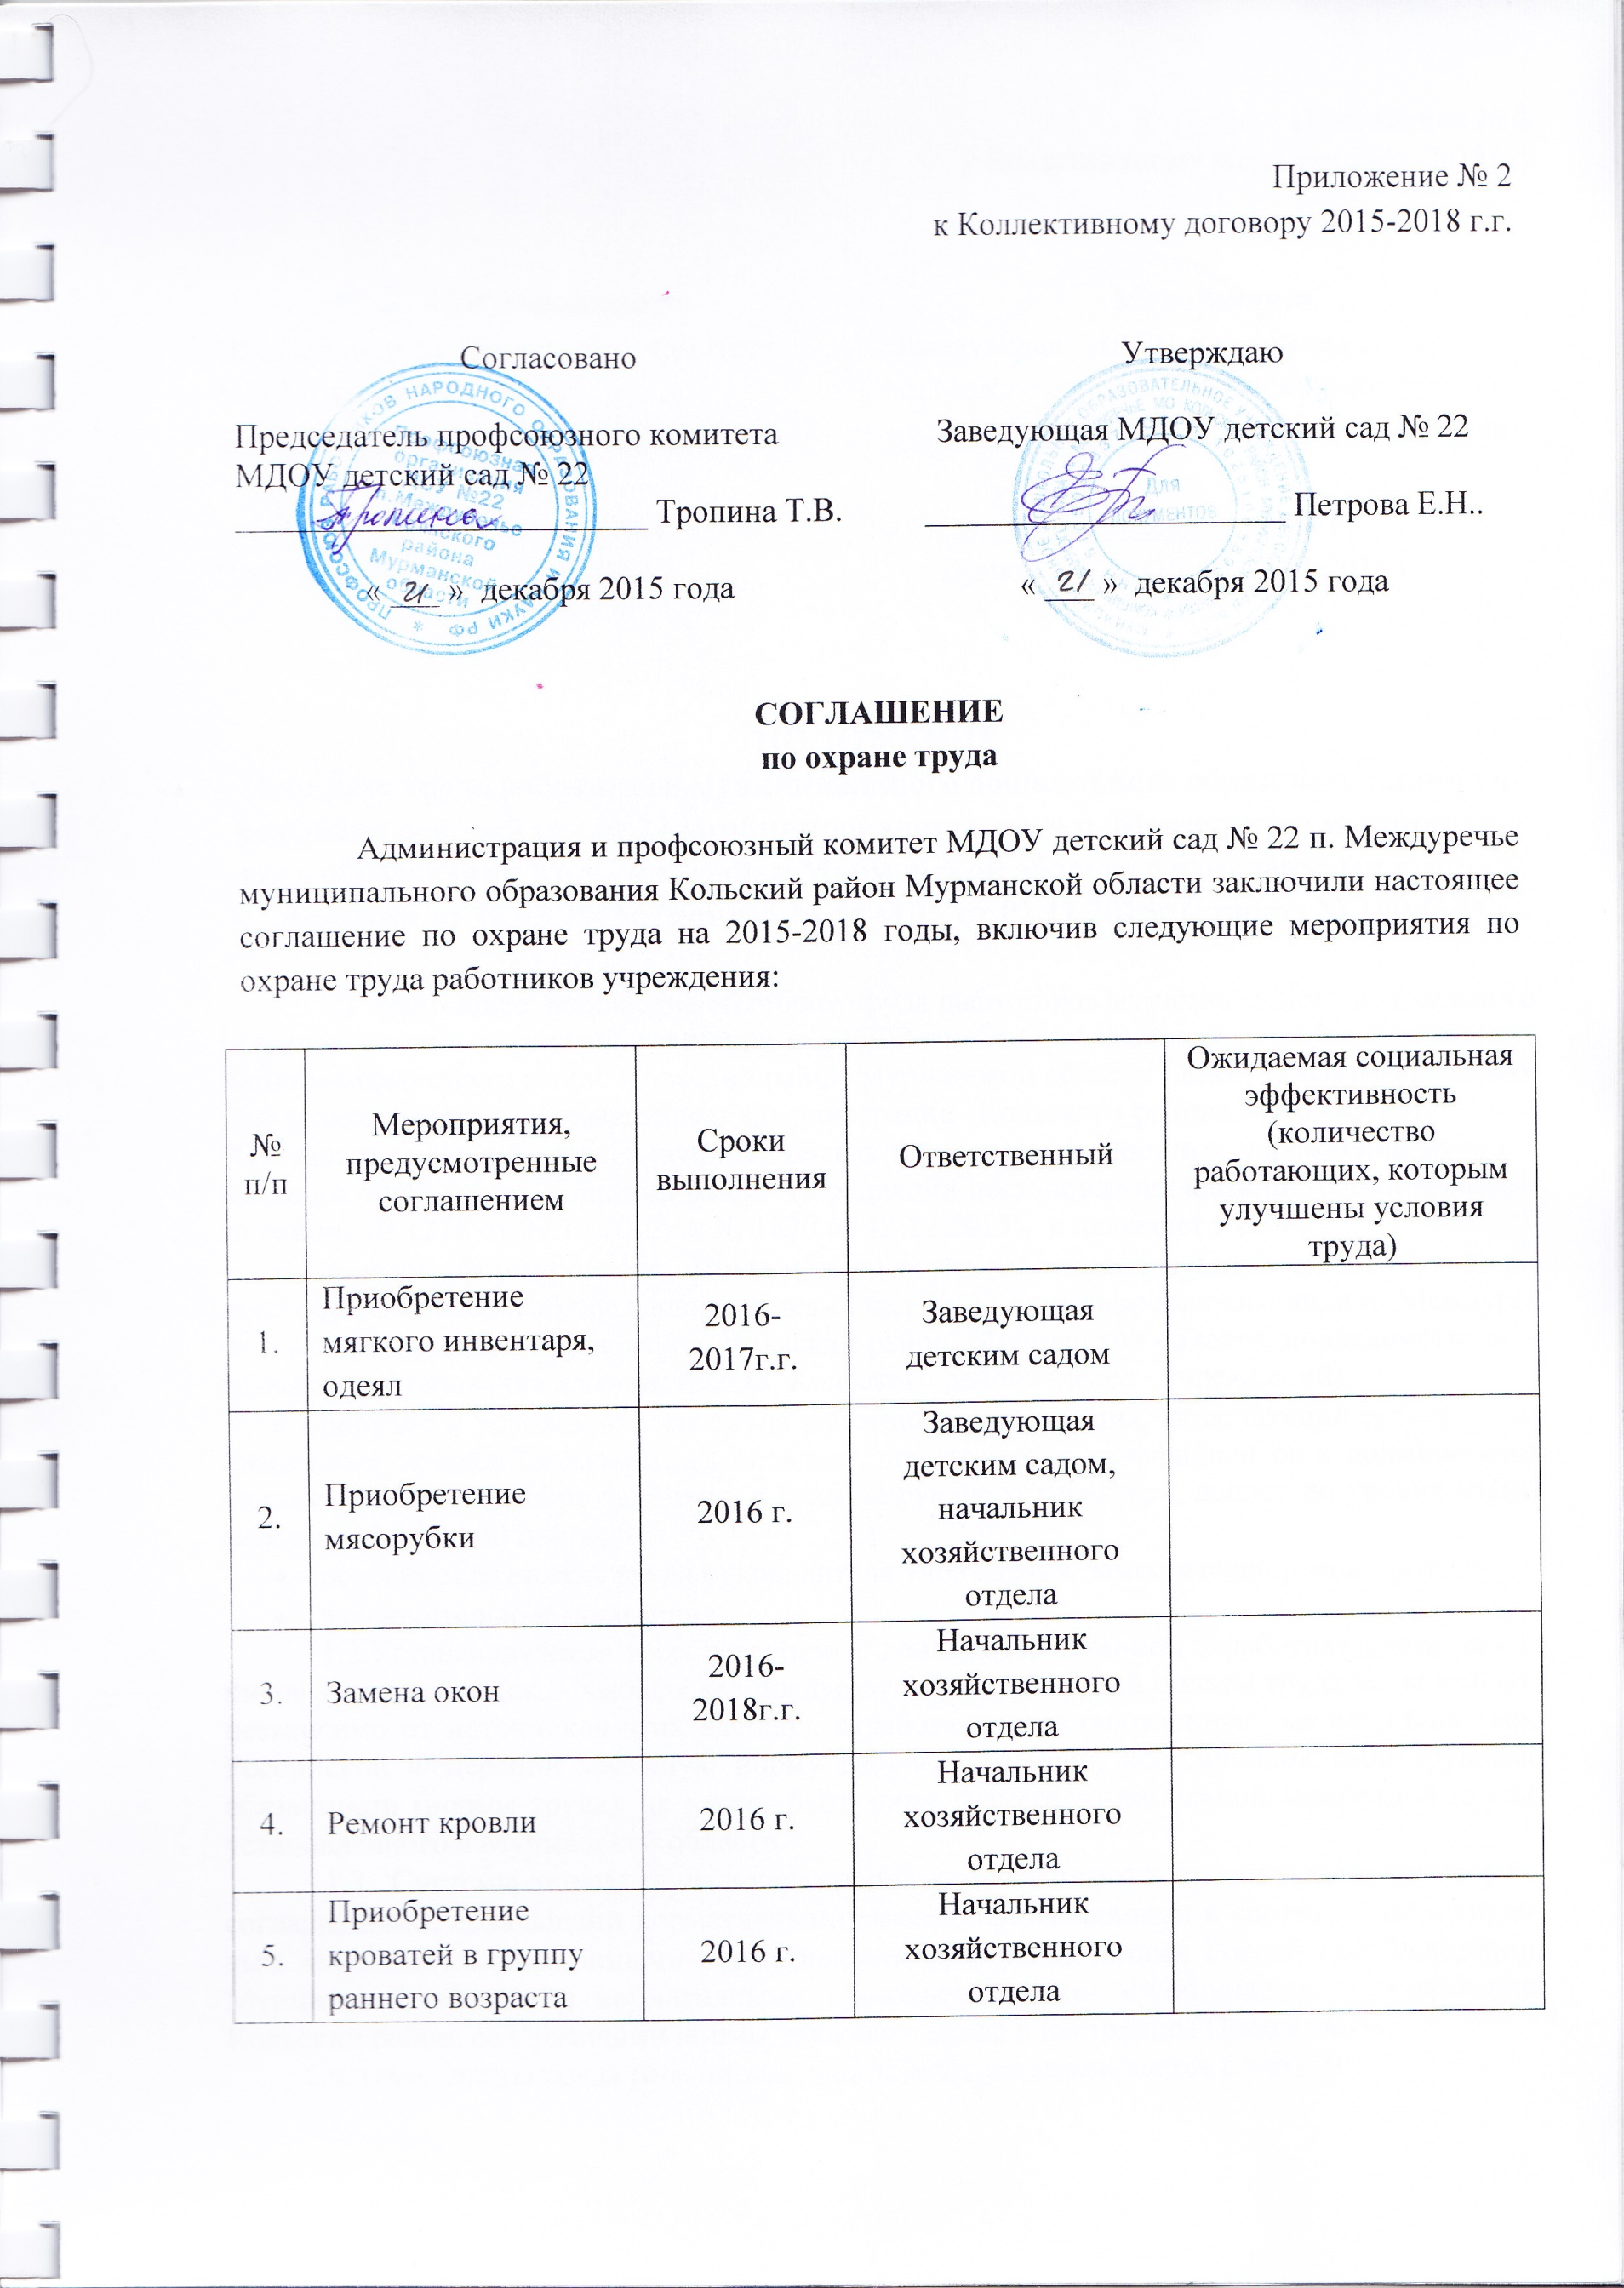 Приложение № 2
к Коллективному договору 2015-2018 г.г.
Согласовано
Председатель профсоюзного комитета
МДОУ детский сад № 22
Тропина Т.В.
« 21 » декабря 2015 года
Утверждаю
Заведующая МДОУ детский сад № 22
Петрова Е.Н..
« 21 » декабря 2015 года
СОГЛАШЕНИЕ
по охране труда
Администрация и профсоюзный комитет МДОУ детский сад № 22 п. Междуречье
муниципального образования Кольский район Мурманской области заключили настоящее
соглашение по охране труда на 2015-2018 годы, включив следующие мероприятия по
охране труда работников учреждения:
№
п/п
Мероприятия,
предусмотренные
соглашением
Сроки
выполнения
Ответственный
Ожидаемая социальная
эффективность
(количество
работающих, которым
улучшены условия
труда)
1.
Приобретение
мягкого инвентаря,
одеял
2016-
2017г.г.
Заведующая
детским садом
2.
Приобретение
мясорубки
2016 г.
Заведующая
детским садом,
начальник
хозяйственного
отдела
3.
Замена окон
2016-
2018г.г.
Начальник
хозяйственного
отдела
4.
Ремонт кровли
2016 г.
Начальник
хозяйственного
отдела
5.
Приобретение
кроватей в группу
раннего возраста
2016 г.
Начальник
хозяйственного
отдела